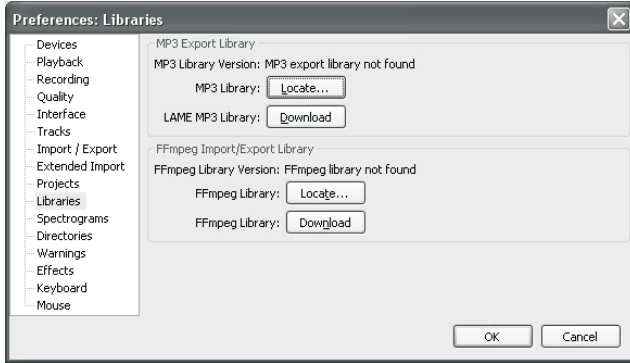 Preferences: Libraries
Devices
Playback
Recording
Quality
Interface
Tracks
Import / Export
Extended Import
Projects
Libraries
Spectrograms
Directories
Warnings
Effects
Keyboard
Mouse
MP3 Export Library
MP3 Library Version: MP3 export library not found
MP3 Library: Locate...
LAME MP3 Library: Download
FFmpeg Import/Export Library
FFmpeg Library Version: FFmpeg library not found
FFmpeg Library: Locate...
FFmpeg Library: Download
OK Cancel